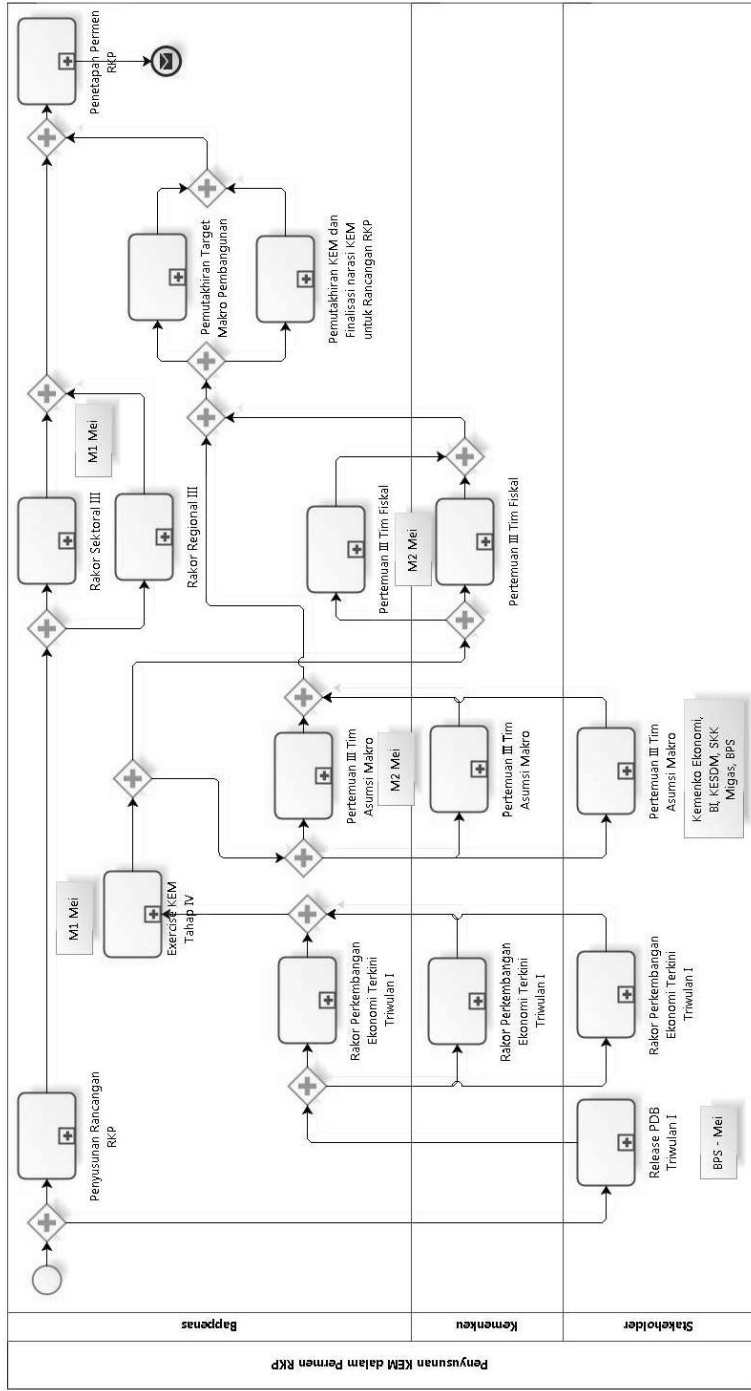 Penyusunan KEM dalam Permen RKP
Bappenas
Kemenkeu
Stakeholder
Penyusunan Rancangan
RKP
Rakor Sektoral III
Rakor Regional III
M1 Mei
Penetapan Permen
RKP
M1 Mei
Exercise KEM
Tahap IV
Pemutakhiran Target
Makro Pembangunan
Pemutakhiran KEM dan
Finalisasi narasi KEM
untuk Rancangan RKP
Rakor Perkembangan
Ekonomi Terkini
Triwulan I
Pertemuan III Tim
Asumsi Makro
M2 Mei
Pertemuan III Tim Fiskal
M2 Mei
Rakor Perkembangan
Ekonomi Terkini
Triwulan I
Pertemuan III Tim
Asumsi Makro
Pertemuan III Tim Fiskal
Release PDB
Triwulan I
BPS - Mei
Rakor Perkembangan
Ekonomi Terkini
Triwulan I
Pertemuan III Tim
Asumsi Makro
Kemenko Ekonomi,
BI, KESDM, SKK
Migas, BPS